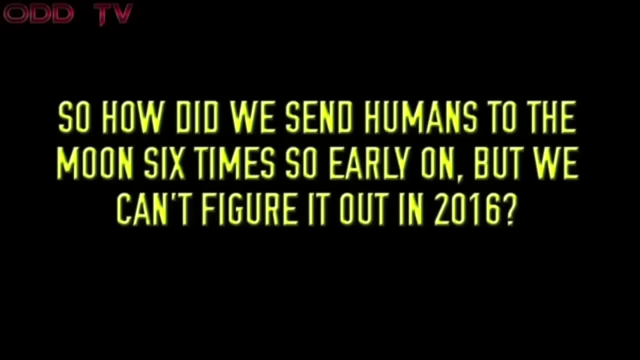 ODD TV
SO HOW DID WE SEND HUMANS TO THE
MOON SIX TIMES SO EARLY ON, BUT WE
CAN'T FIGURE IT OUT IN 2016?